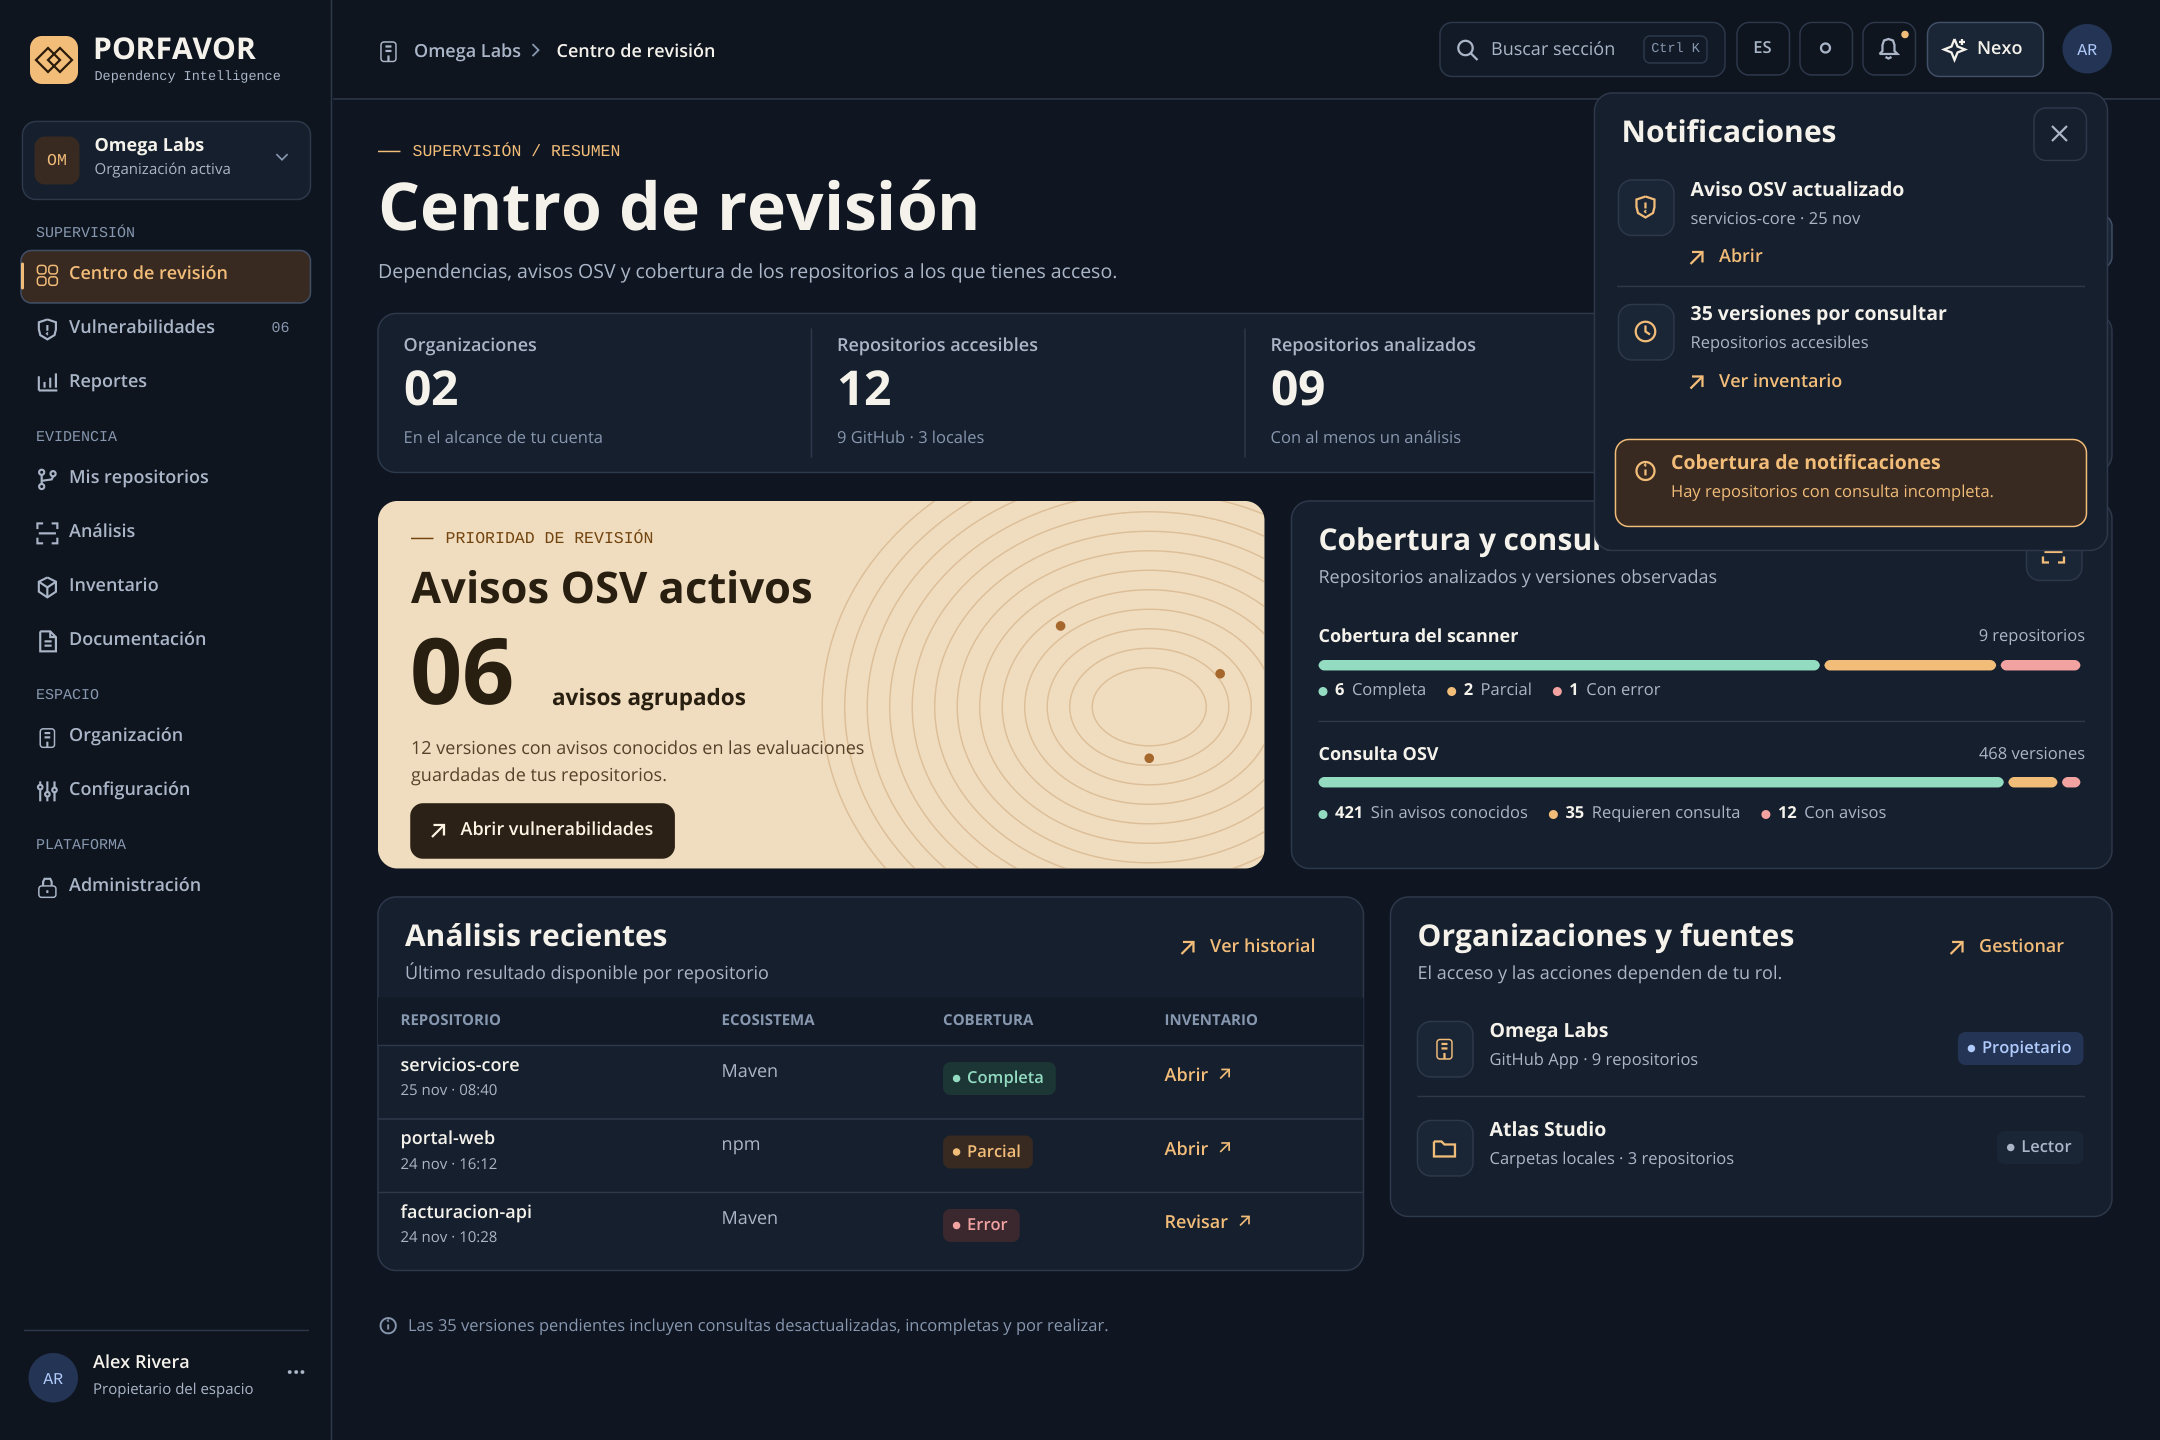 PORFAVOR
Dependency Intelligence
OM
Omega Labs
Organización activa
SUPERVISIÓN
Centro de revisión
Vulnerabilidades 06
Reportes
EVIDENCIA
Mis repositorios
Análisis
Inventario
Documentación
ESPACIO
Organización
Configuración
PLATAFORMA
Administración
AR
Alex Rivera
Propietario del espacio
Omega Labs > Centro de revisión
Buscar sección Ctrl K
ES
Nexo
AR
SUPERVISIÓN / RESUMEN
Centro de revisión
Dependencias, avisos OSV y cobertura de los repositorios a los que tienes acceso.
Organizaciones
02
En el alcance de tu cuenta
Repositorios accesibles
12
9 GitHub · 3 locales
Repositorios analizados
09
Con al menos un análisis
Notificaciones
Aviso OSV actualizado
servicios-core · 25 nov
Abrir
35 versiones por consultar
Repositorios accesibles
Ver inventario
Cobertura de notificaciones
Hay repositorios con consulta incompleta.
PRIORIDAD DE REVISIÓN
Avisos OSV activos
06 avisos agrupados
12 versiones con avisos conocidos en las evaluaciones
guardadas de tus repositorios.
Abrir vulnerabilidades
Cobertura y consu
Repositorios analizados y versiones observadas
Cobertura del scanner 9 repositorios
6 Completa 2 Parcial 1 Con error
Consulta OSV 468 versiones
421 Sin avisos conocidos 35 Requieren consulta 12 Con avisos
Análisis recientes
Último resultado disponible por repositorio
Ver historial
REPOSITORIO ECOSISTEMA COBERTURA INVENTARIO
servicios-core Maven Completa Abrir
25 nov · 08:40
portal-web npm Parcial Abrir
24 nov · 16:12
facturacion-api Maven Error Revisar
24 nov · 10:28
Organizaciones y fuentes
El acceso y las acciones dependen de tu rol.
Gestionar
Omega Labs
GitHub App · 9 repositorios
Propietario
Atlas Studio
Carpetas locales · 3 repositorios
Lector
Las 35 versiones pendientes incluyen consultas desactualizadas, incompletas y por realizar.